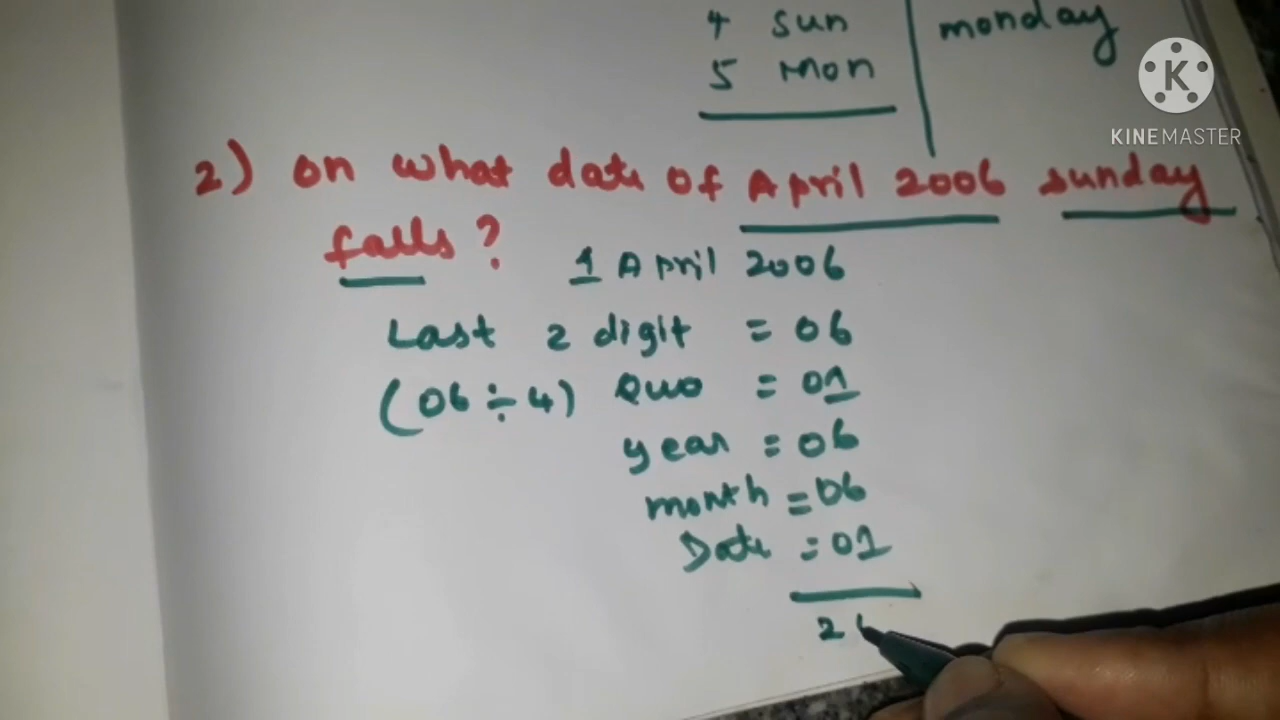 4 Sun
5 Mon
monday
KINEMASTER
2) on what date of April 2006 sunday
falls ?
1 April 2006
Last 2 digit = 06
(06 ÷ 4) Quo = 01
year = 06
month = 06
Date = 01
2